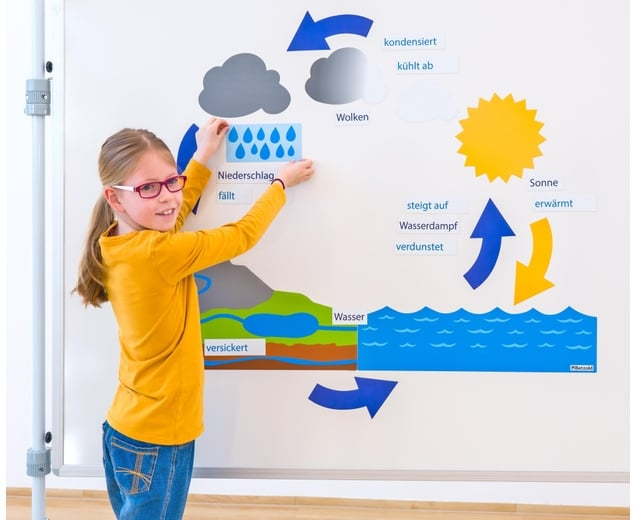 kondensiert
kühlt ab
Wolken
Niederschlag
fällt
Sonne
erwärmt
steigt auf
Wasserdampf
verdunstet
Wasser
versickert